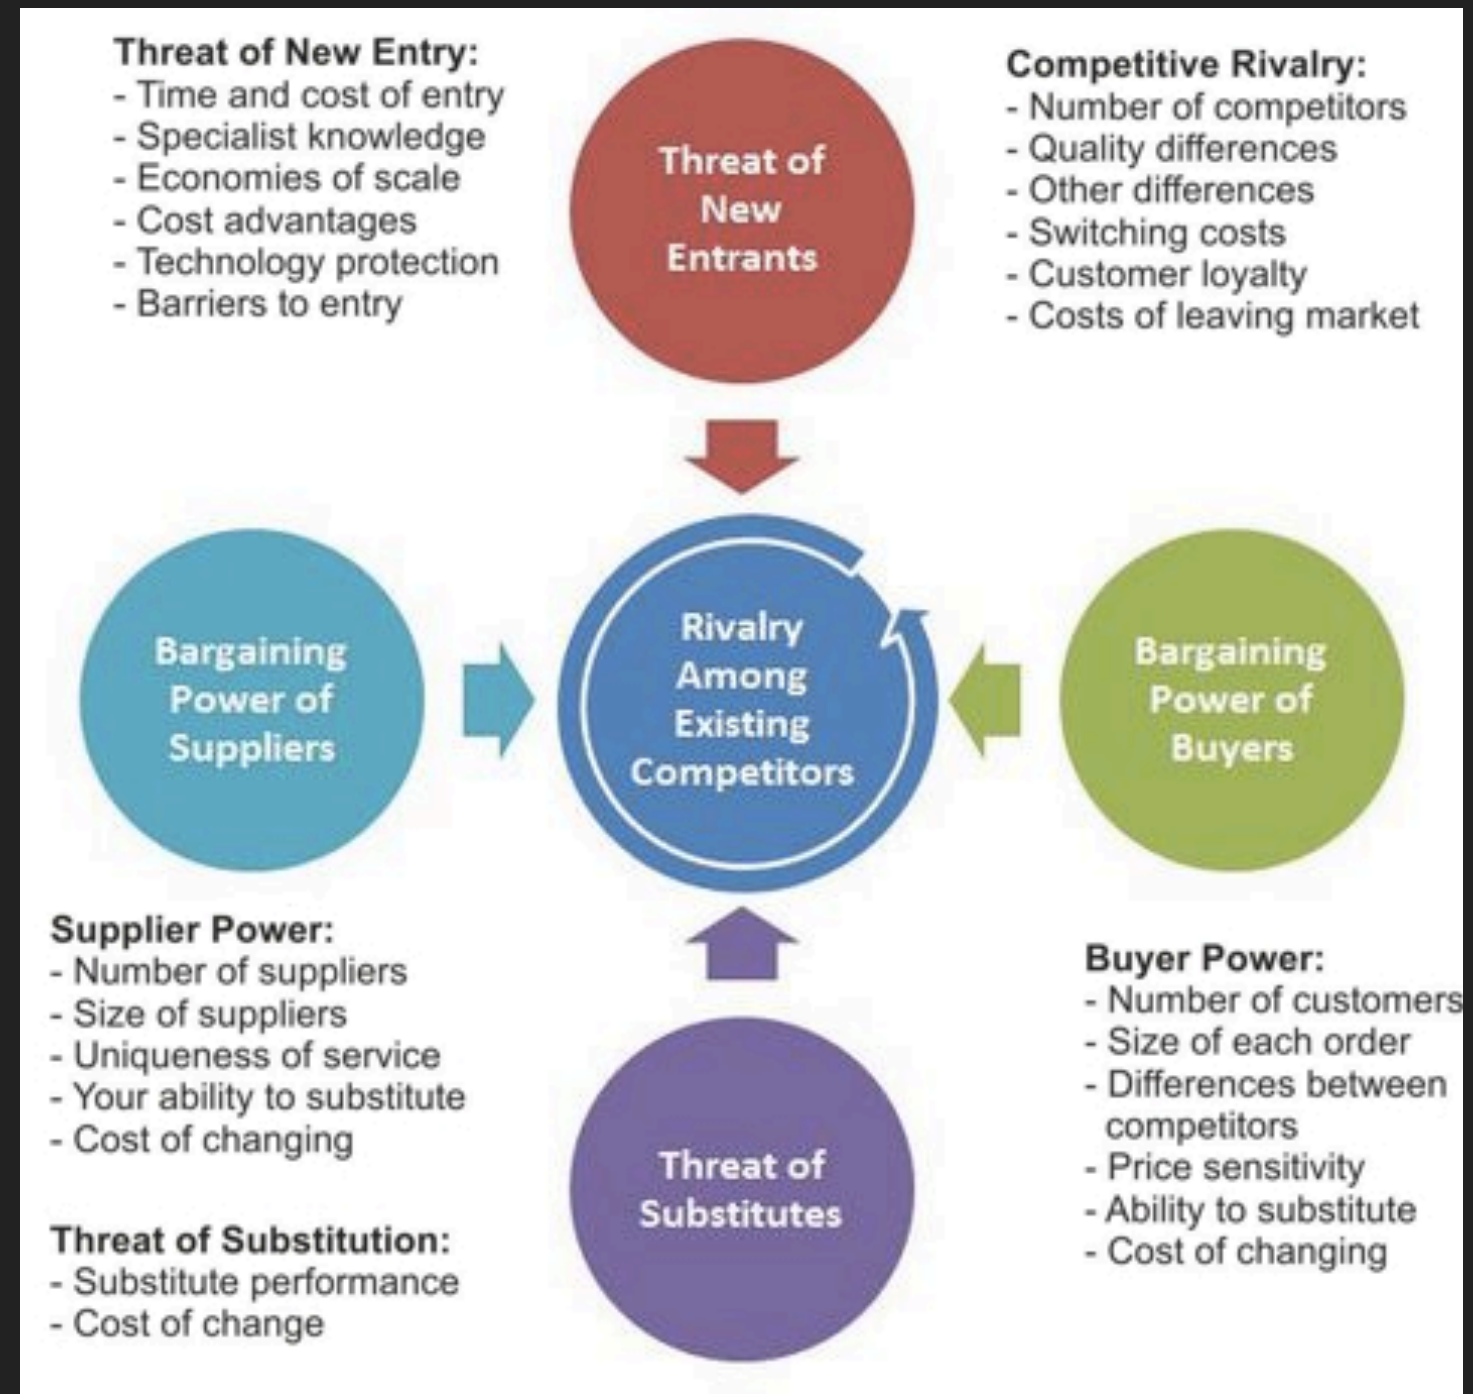 Threat of New Entry:
- Time and cost of entry
- Specialist knowledge
- Economies of scale
- Cost advantages
- Technology protection
- Barriers to entry
Threat of
New
Entrants
Competitive Rivalry:
- Number of competitors
- Quality differences
- Other differences
- Switching costs
- Customer loyalty
- Costs of leaving market
Bargaining
Power of
Suppliers
Rivalry
Among
Existing
Competitors
Bargaining
Power of
Buyers
Supplier Power:
- Number of suppliers
- Size of suppliers
- Uniqueness of service
- Your ability to substitute
- Cost of changing
Threat of Substitution:
- Substitute performance
- Cost of change
Threat of
Substitutes
Buyer Power:
- Number of customers
- Size of each order
- Differences between
competitors
- Price sensitivity
- Ability to substitute
- Cost of changing